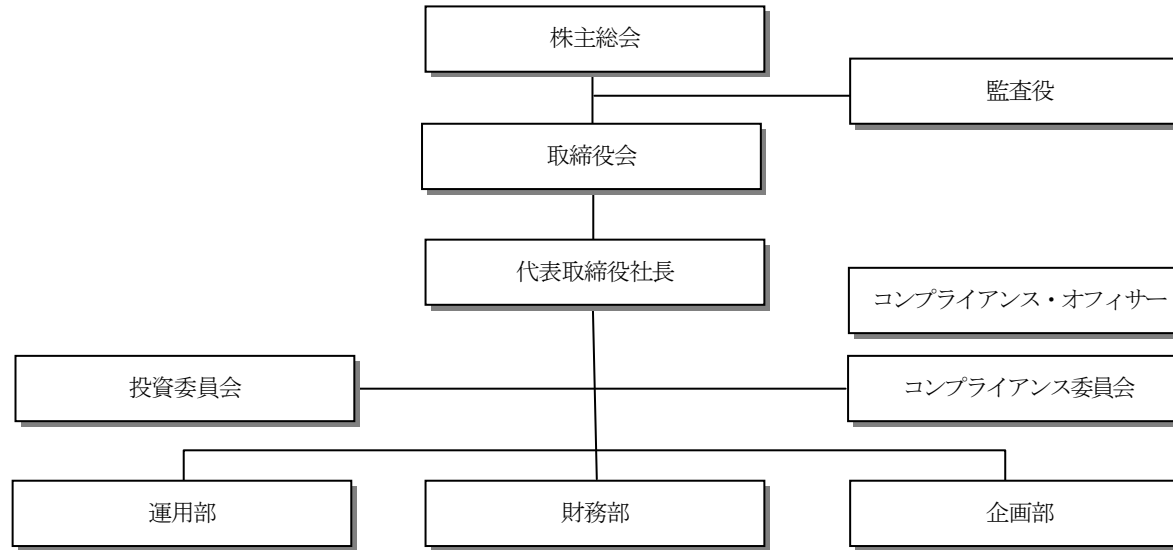 株主総会
監査役
取締役会
代表取締役社長
コンプライアンス・オフィサー
投資委員会
コンプライアンス委員会
運用部
財務部
企画部